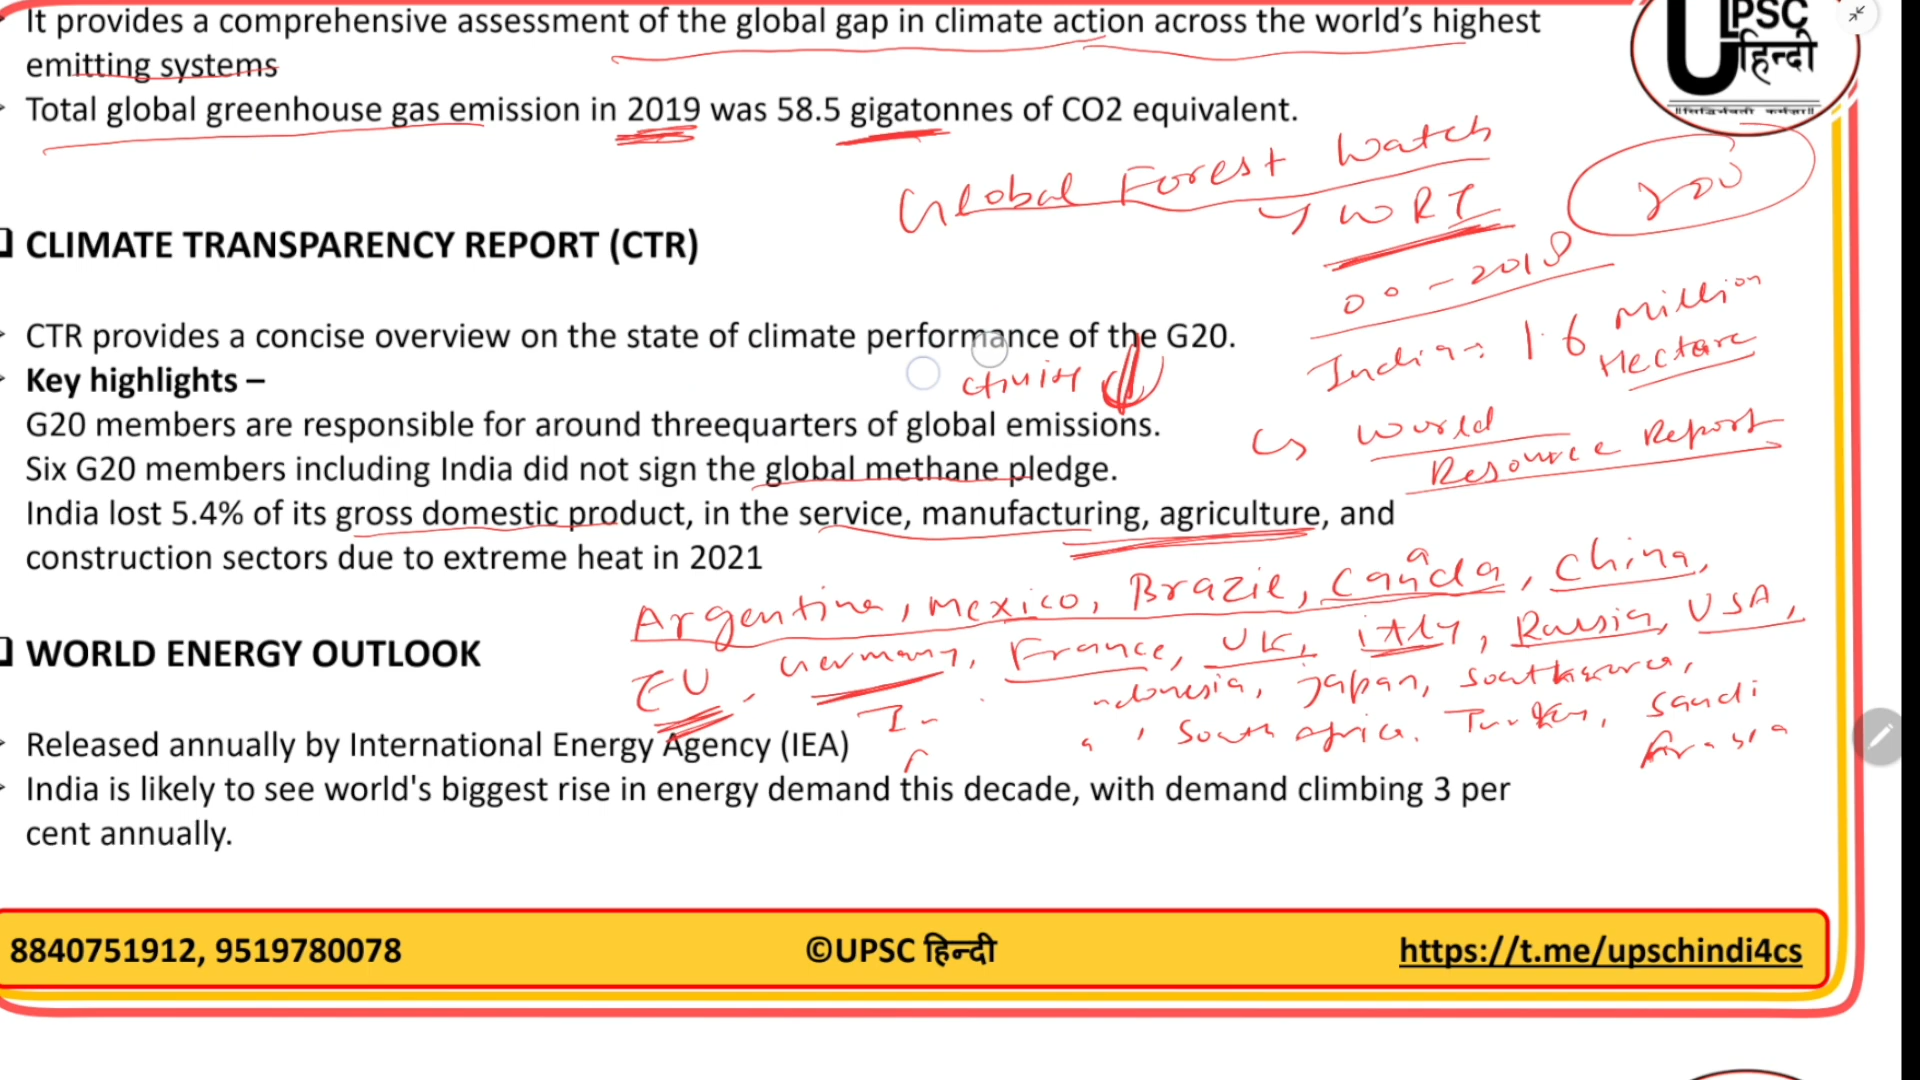 It provides a comprehensive assessment of the global gap in climate action across the world's highest
emitting systems
Total global greenhouse gas emission in 2019 was 58.5 gigatonnes of CO2 equivalent.
UPSC
हिन्दी
Global Forest Watch
WRI
2018
India: 1.6 Million
Hectare
World
Resource Report
CLIMATE TRANSPARENCY REPORT (CTR)
CTR provides a concise overview on the state of climate performance of the G20.
Key highlights –
G20 members are responsible for around threequarters of global emissions.
Six G20 members including India did not sign the global methane pledge.
India lost 5.4% of its gross domestic product, in the service, manufacturing, agriculture, and
construction sectors due to extreme heat in 2021
Argentina, Mexico, Brazil, Canada, China,
EU, Germany, France, UK, itly, Russia, USA,
ndonesia, Japan, South korea,
South africa. Turkey, Saudi
Arabia
WORLD ENERGY OUTLOOK
Released annually by International Energy Agency (IEA)
India is likely to see world's biggest rise in energy demand this decade, with demand climbing 3 per
cent annually.
8840751912, 9519780078
©UPSC हिन्दी
https://t.me/upschindi4cs